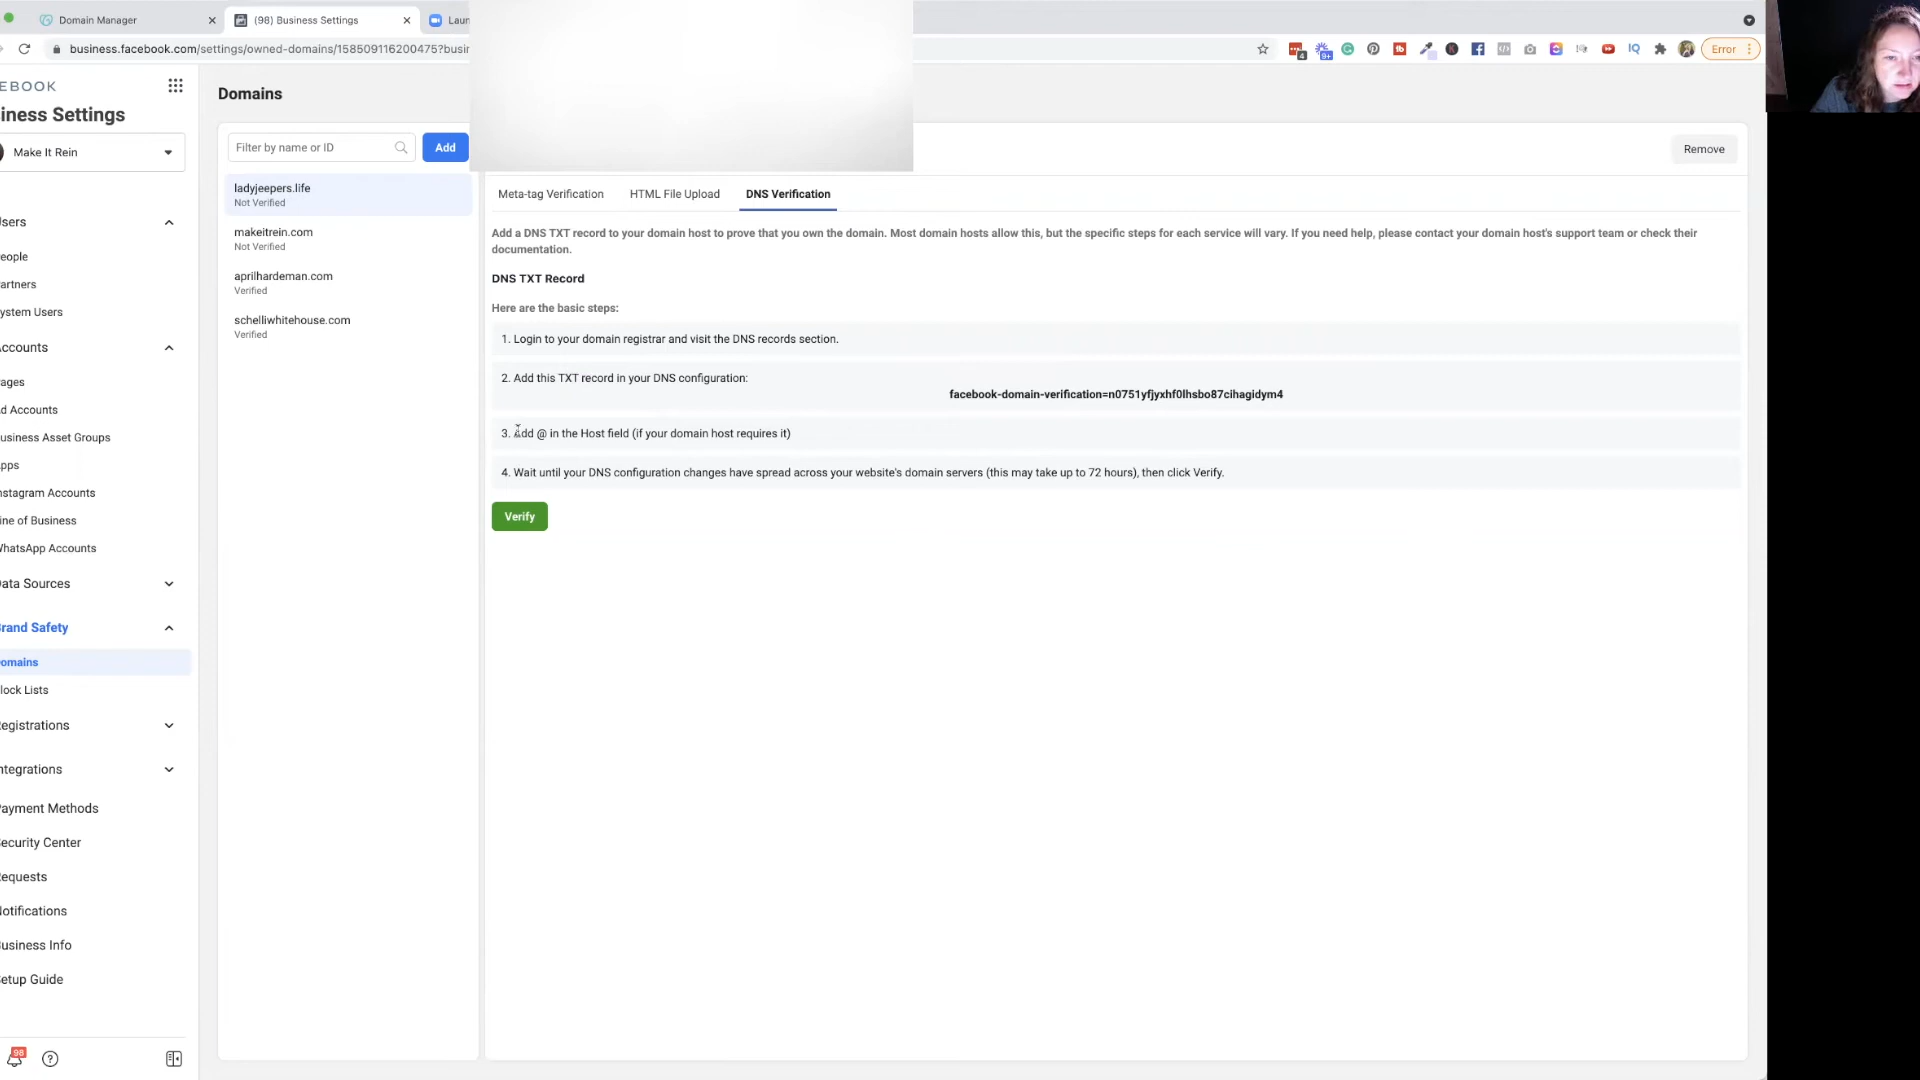 Domain Manager
(98) Business Settings
Laun
business.facebook.com/settings/owned-domains/158509116200475?busin
4
9+
IQ
Error
EBOOK
iness Settings
Make It Rein
sers
eople
artners
ystem Users
ccounts
ages
d Accounts
usiness Asset Groups
pps
nstagram Accounts
ine of Business
WhatsApp Accounts
ata Sources
rand Safety
omains
lock Lists
egistrations
ntegrations
ayment Methods
ecurity Center
equests
otifications
usiness Info
etup Guide
98
Domains
Filter by name or ID
Add
ladyjeepers.life
Not Verified
makeitrein.com
Not Verified
aprilhardeman.com
Verified
schelliwhitehouse.com
Verified
Remove
Meta-tag Verification
HTML File Upload
DNS Verification
Add a DNS TXT record to your domain host to prove that you own the domain. Most domain hosts allow this, but the specific steps for each service will vary. If you need help, please contact your domain host's support team or check their
documentation.
DNS TXT Record
Here are the basic steps:
1. Login to your domain registrar and visit the DNS records section.
2. Add this TXT record in your DNS configuration:
facebook-domain-verification=n0751yfjyxhf0lhsbo87cihagidym4
3. Add @ in the Host field (if your domain host requires it)
4. Wait until your DNS configuration changes have spread across your website's domain servers (this may take up to 72 hours), then click Verify.
Verify